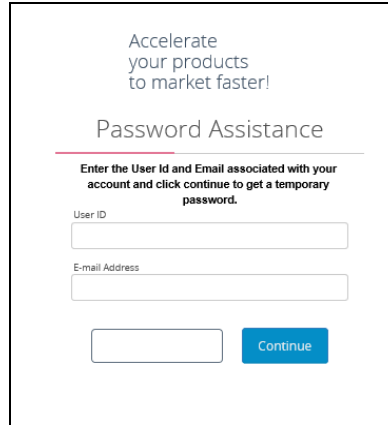 Accelerate
your products
to market faster!
Password Assistance
Enter the User Id and Email associated with your
account and click continue to get a temporary
password.
User ID
E-mail Address
Continue